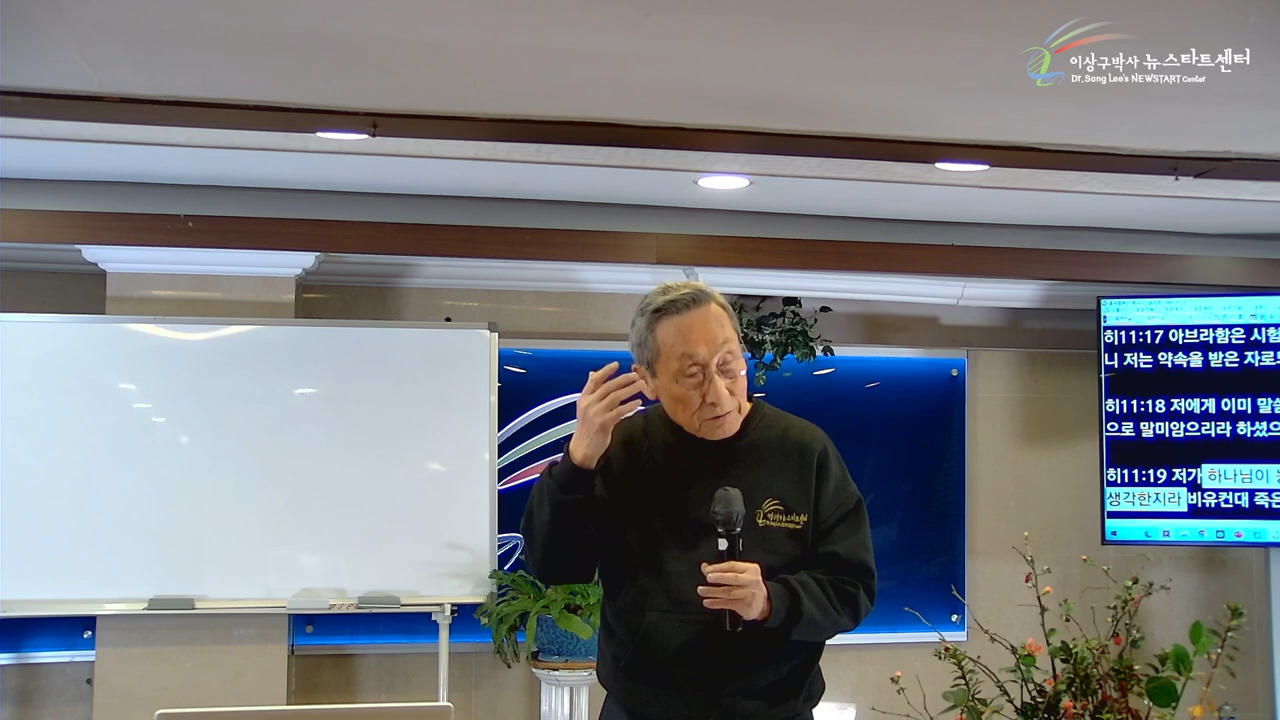 이상구박사 뉴스타트센터
Dr. Sang Lee's NEWSTART Center
히11:17 아브라함은 시험
니 저는 약속을 받은 자로
히11:18 저에게 이미 말씀
으로 말미암으리라 하셨으
히11:19 저가 하나님이
생각한지라 비유컨대 죽은